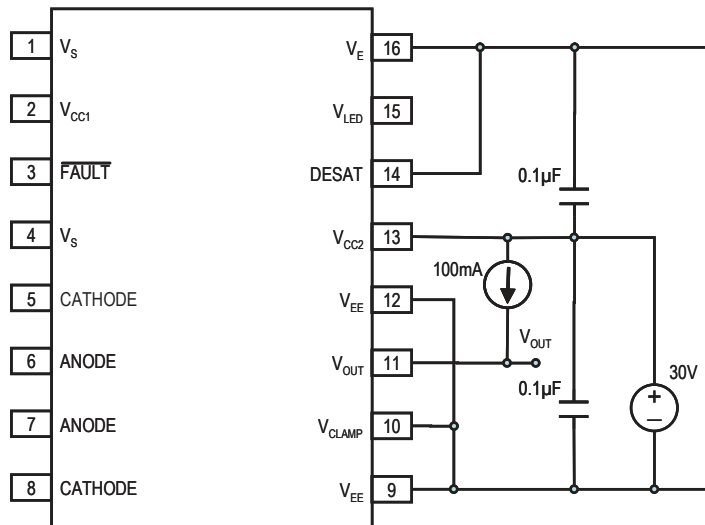 1 V_S
2 V_CC1
3 FAULT
4 V_S
5 CATHODE
6 ANODE
7 ANODE
8 CATHODE
V_E 16
V_LED 15
DESAT 14
V_CC2 13
V_EE 12
V_OUT 11
V_CLAMP 10
V_EE 9
0.1µF
100mA
V_OUT
0.1µF
30V
+
−